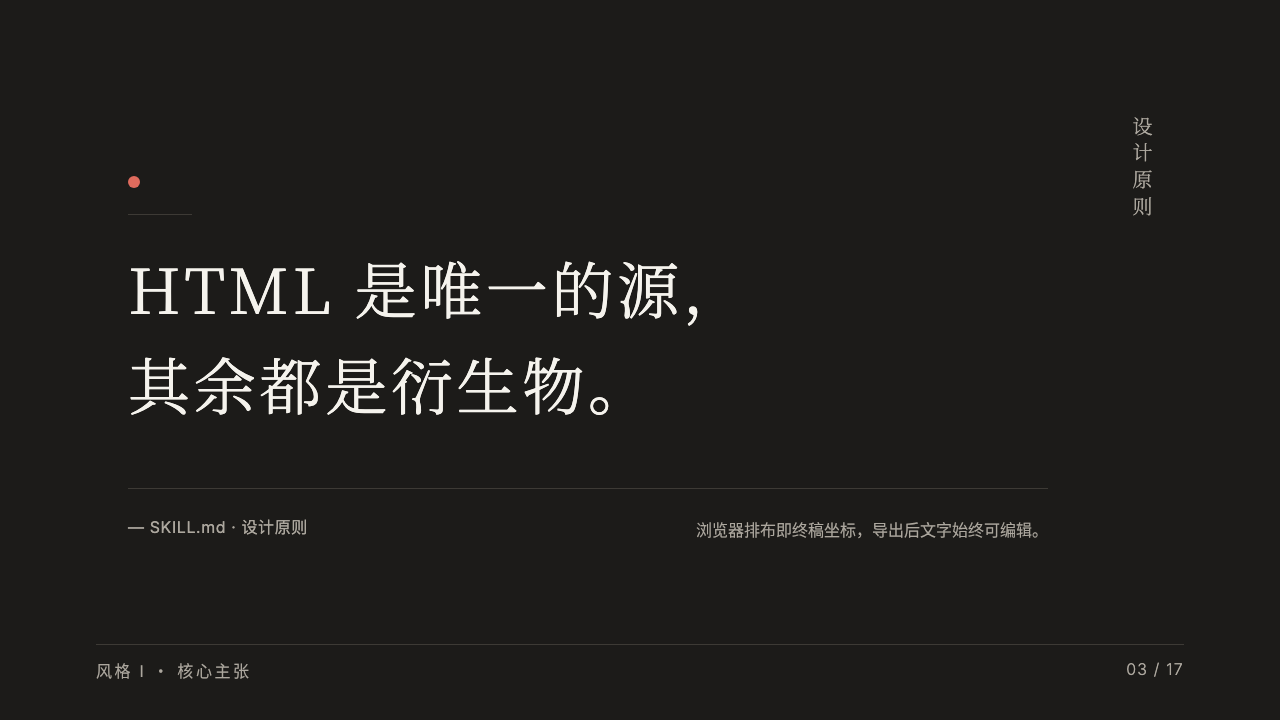 设计原则
HTML 是唯一的源，
其余都是衍生物。
— SKILL.md · 设计原则
浏览器排布即终稿坐标，导出后文字始终可编辑。
风格 I · 核心主张
03 / 17